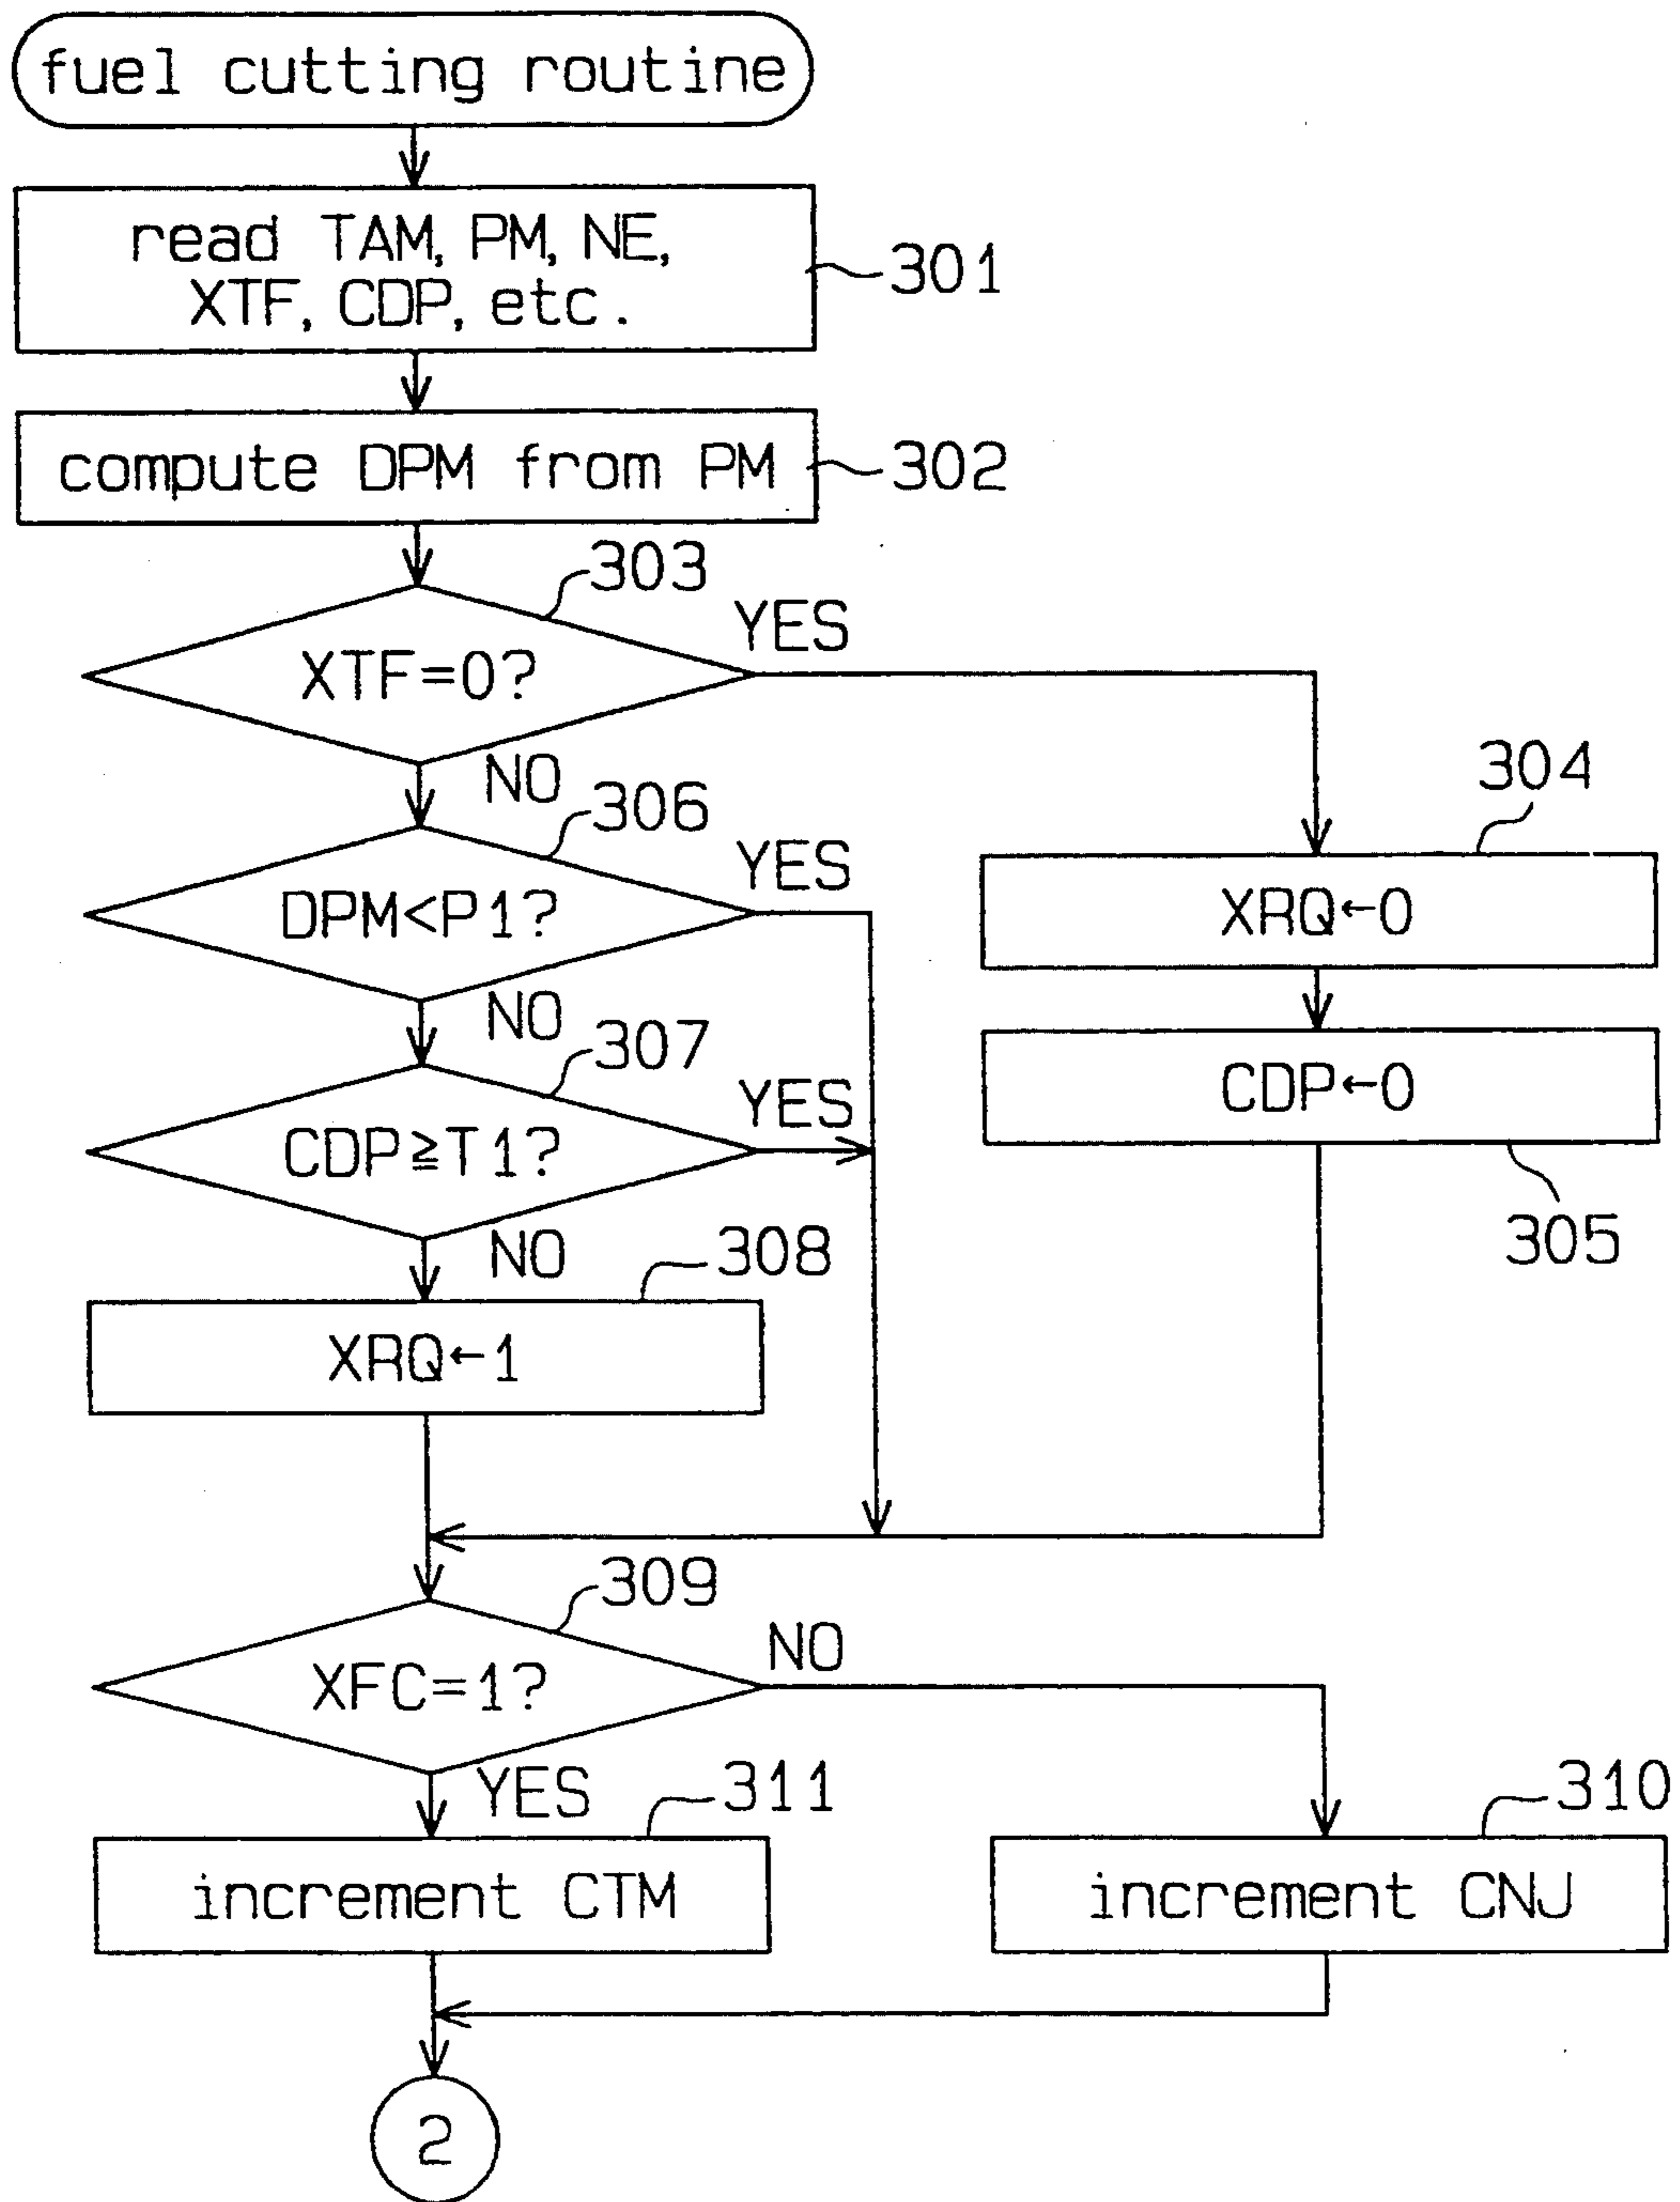 fuel cutting routine
read TAM, PM, NE,
XTF, CDP, etc.
301
compute DPM from PM
302
303
YES
XTF=0?
NO
304
306
YES
XRQ←0
DPM<P1?
NO
307
YES
CDP←0
CDP≧T1?
305
NO
308
XRQ←1
309
NO
XFC=1?
YES
311
310
increment CTM
increment CNJ
2